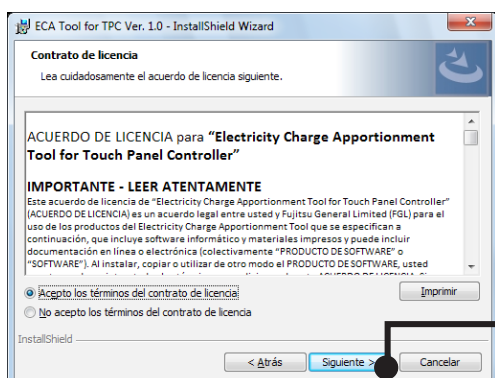 ECA Tool for TPC Ver. 1.0 - InstallShield Wizard
Contrato de licencia
Lea cuidadosamente el acuerdo de licencia siguiente.
ACUERDO DE LICENCIA para “Electricity Charge Apportionment
Tool for Touch Panel Controller”
IMPORTANTE - LEER ATENTAMENTE
Este acuerdo de licencia de “Electricity Charge Apportionment Tool for Touch Panel Controller”
(ACUERDO DE LICENCIA) es un acuerdo legal entre usted y Fujitsu General Limited (FGL) para el
uso de los productos del Electricity Charge Apportionment Tool que se especifican a
continuación, que incluye software informático y materiales impresos y puede incluir
documentación en línea o electrónica (colectivamente “PRODUCTO DE SOFTWARE” o
“SOFTWARE”). Al instalar, copiar o utilizar de otro modo el PRODUCTO DE SOFTWARE, usted
Acepto los términos del contrato de licencia
Imprimir
No acepto los términos del contrato de licencia
InstallShield
< Atrás
Siguiente >
Cancelar